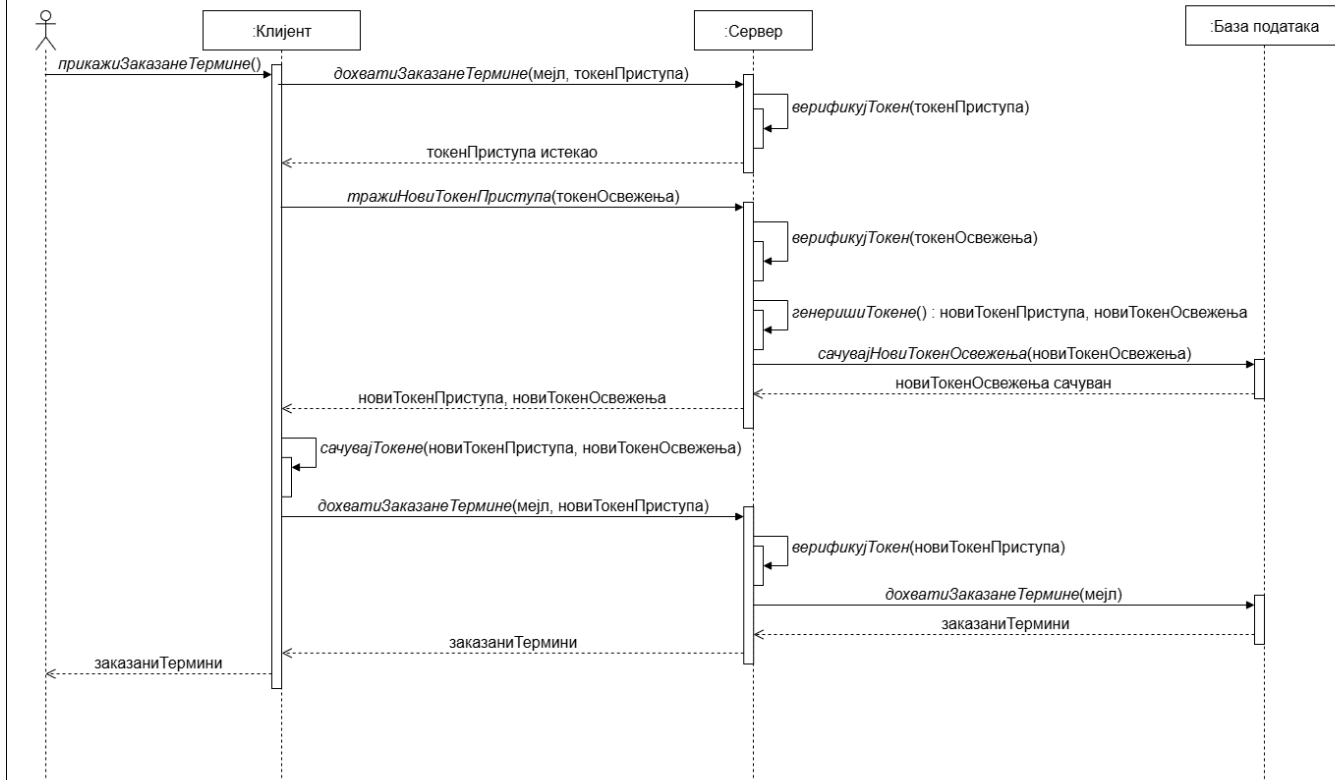 :Клијент
:Сервер
:База података
прикажиЗаказанеТермине()
дохватиЗаказанеТермине(мејл, токенПриступа)
верификујТокен(токенПриступа)
токенПриступа истекао
тражиНовиТокенПриступа(токенОсвежења)
верификујТокен(токенОсвежења)
генеришиТокене() : новиТокенПриступа, новиТокенОсвежења
сачувајНовиТокенОсвежења(новиТокенОсвежења)
новиТокенОсвежења сачуван
новиТокенПриступа, новиТокенОсвежења
сачувајТокене(новиТокенПриступа, новиТокенОсвежења)
дохватиЗаказанеТермине(мејл, новиТокенПриступа)
верификујТокен(новиТокенПриступа)
дохватиЗаказанеТермине(мејл)
заказаниТермини
заказаниТермини
заказаниТермини